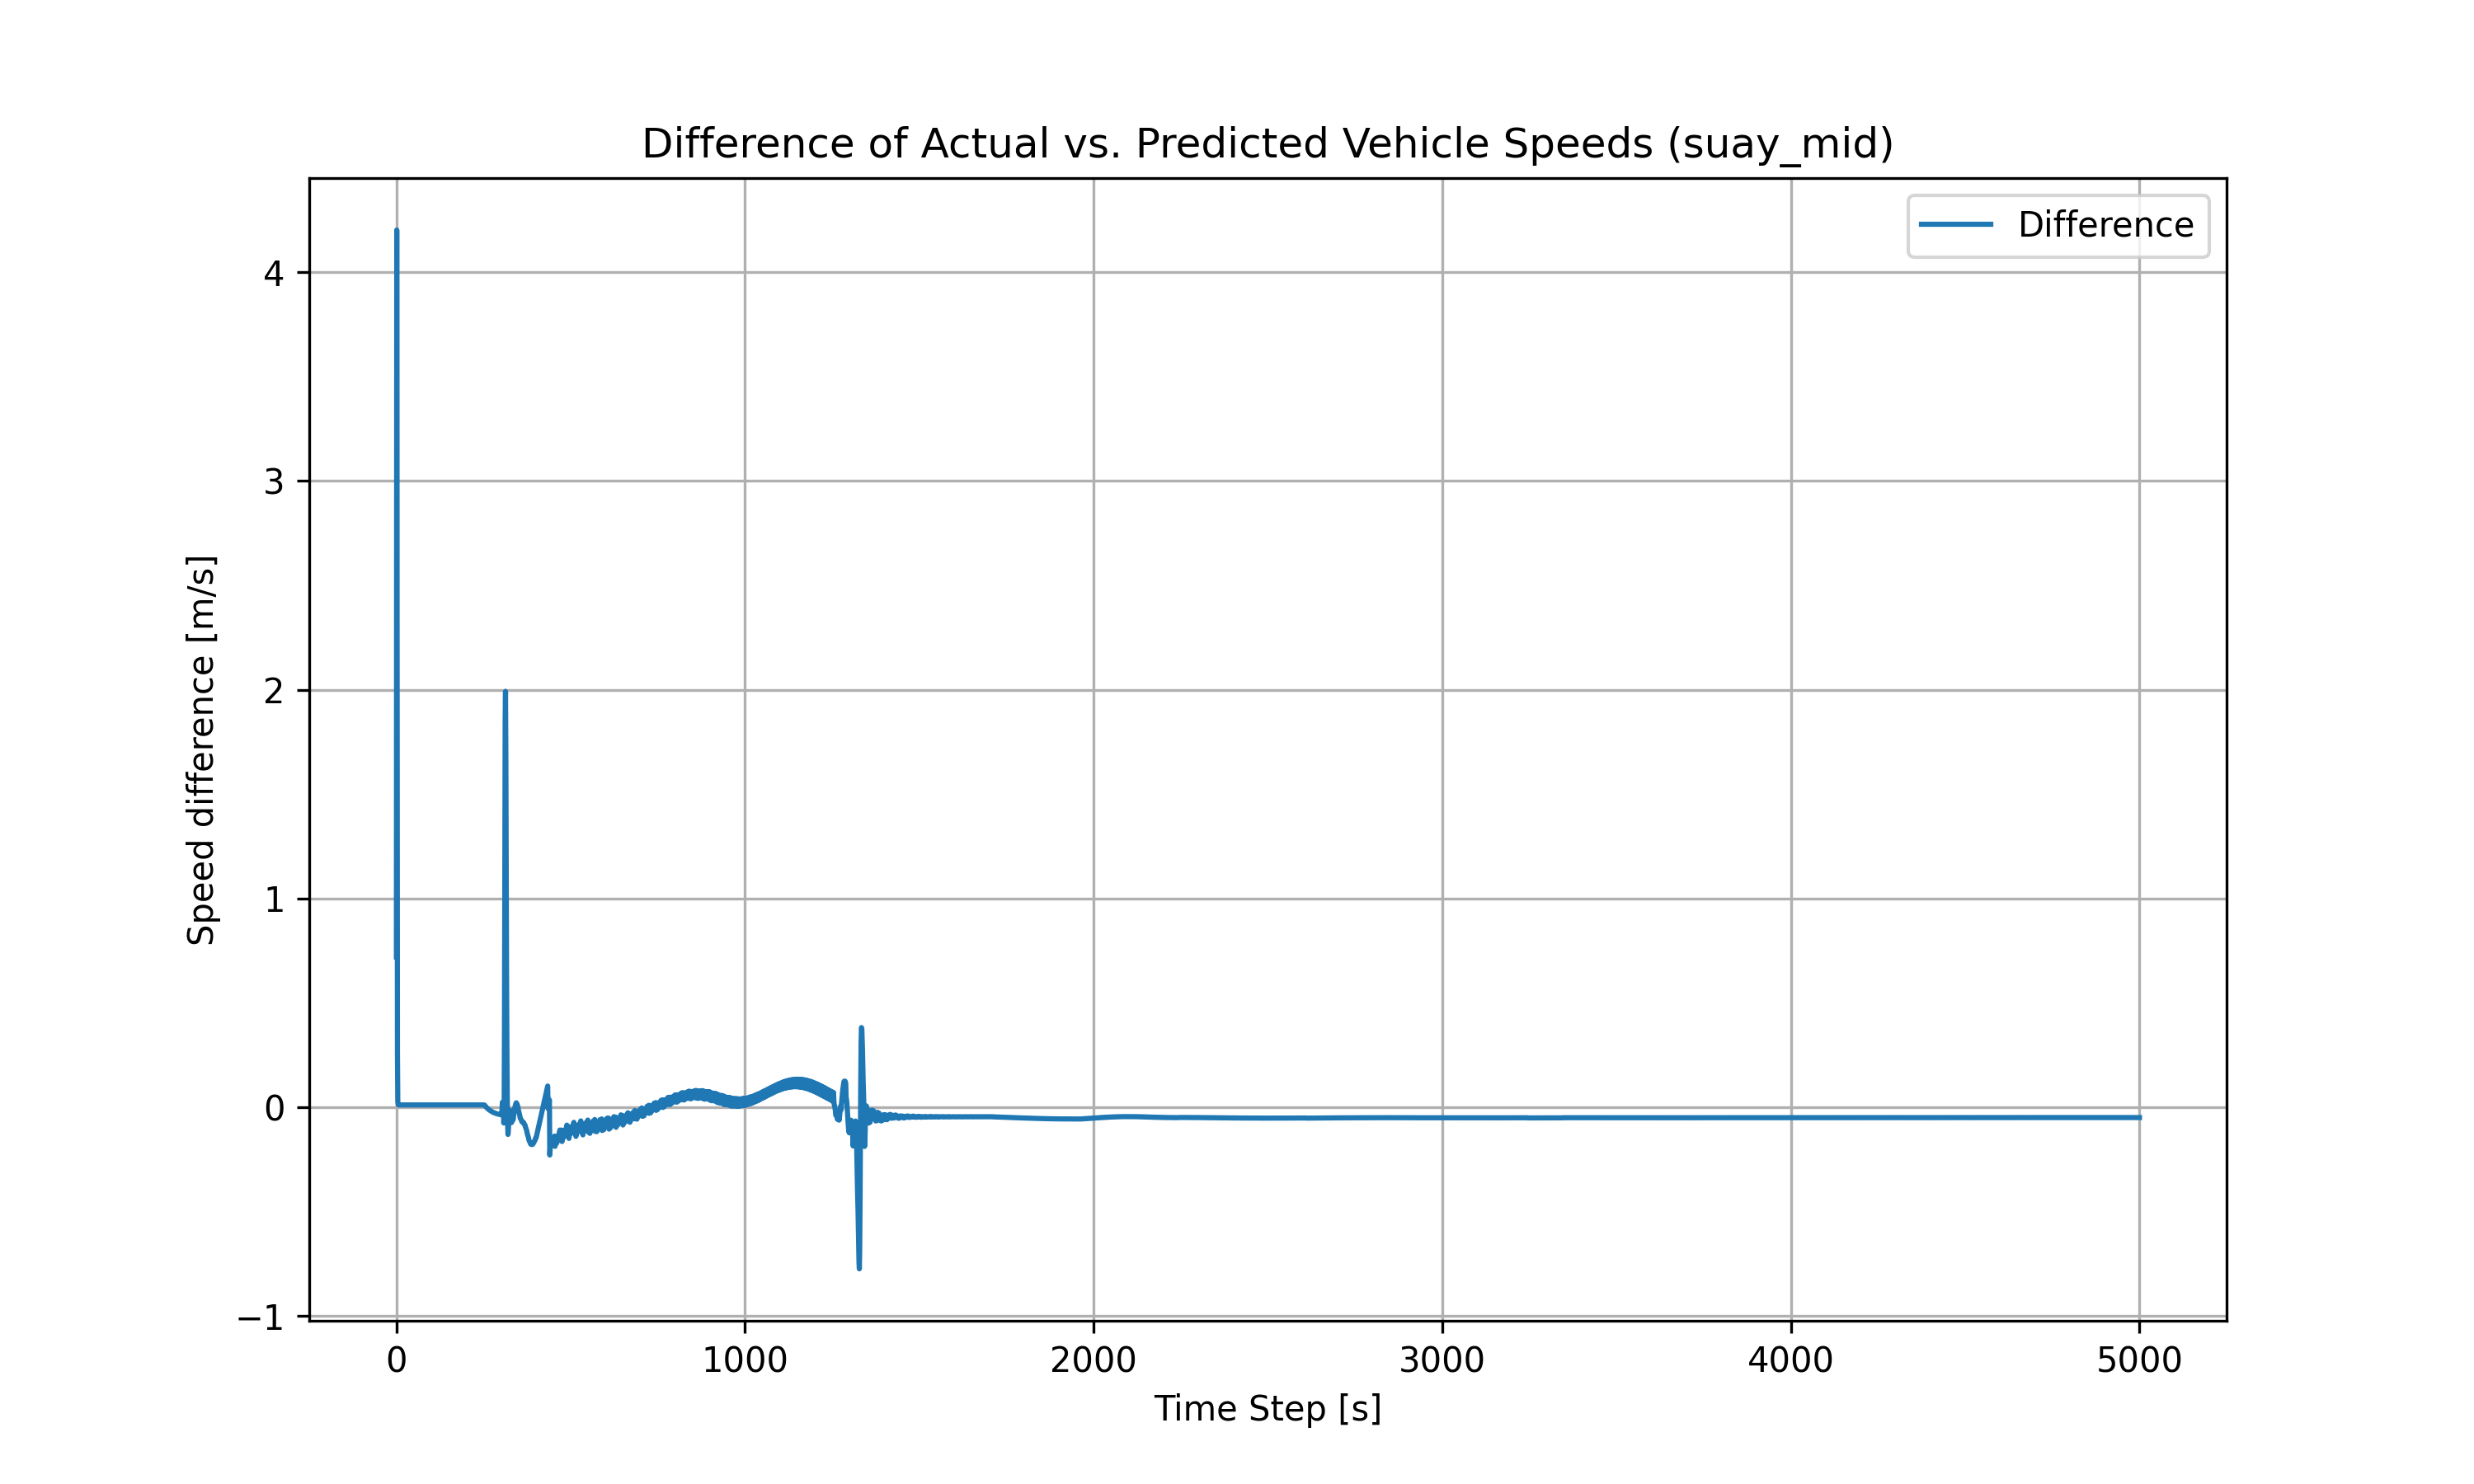 Difference of Actual vs. Predicted Vehicle Speeds (suay_mid)
Difference
4
3
2
1
0
−1
Speed difference [m/s]
0 1000 2000 3000 4000 5000
Time Step [s]